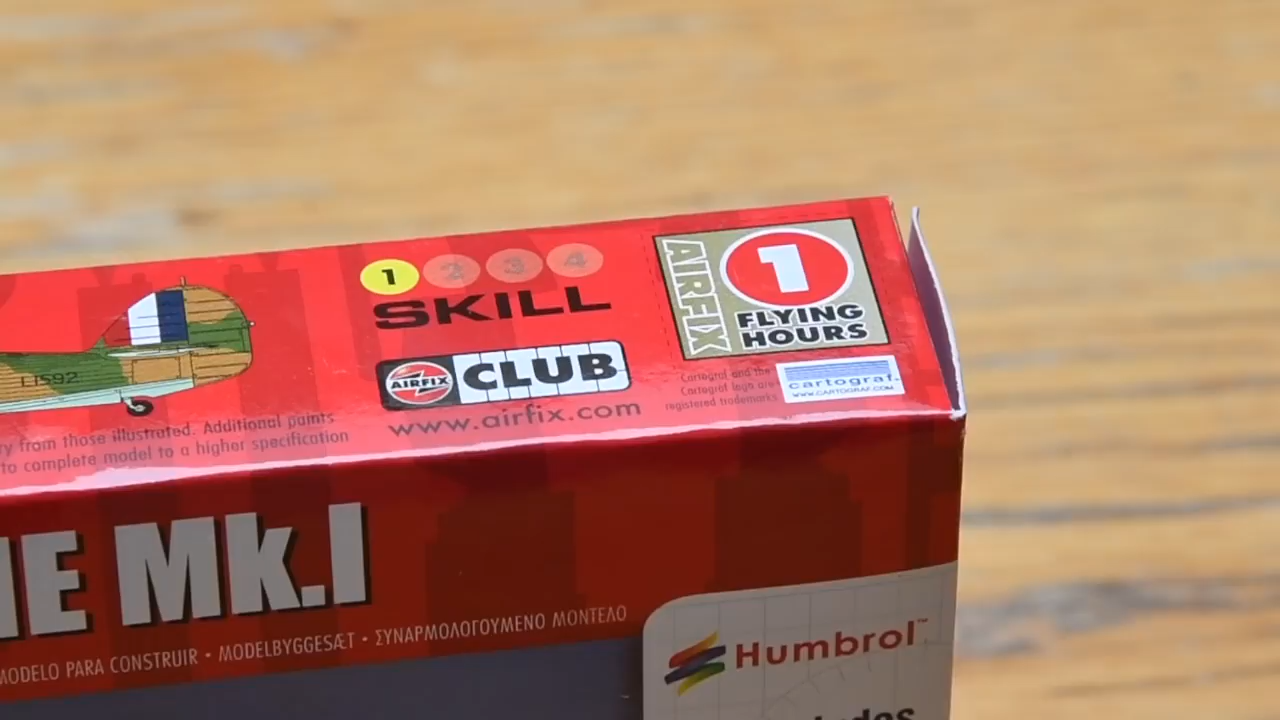 1 2 3 4
SKILL
AIRFIX
1
FLYING
HOURS
AIRFIX CLUB
www.airfix.com
Cartograf and the
Cartograf logo are
registered trademarks
cartograf.
WWW.CARTOGRAF.COM
L1592
ry from those illustrated. Additional paints
to complete model to a higher specification
Mk.I
MODELO PARA CONSTRUIR • MODELBYGGESÆT • ΣΥΝΑΡΜΟΛΟΓΟΥΜΕΝΟ ΜΟΝΤΕΛΟ
Humbrol™